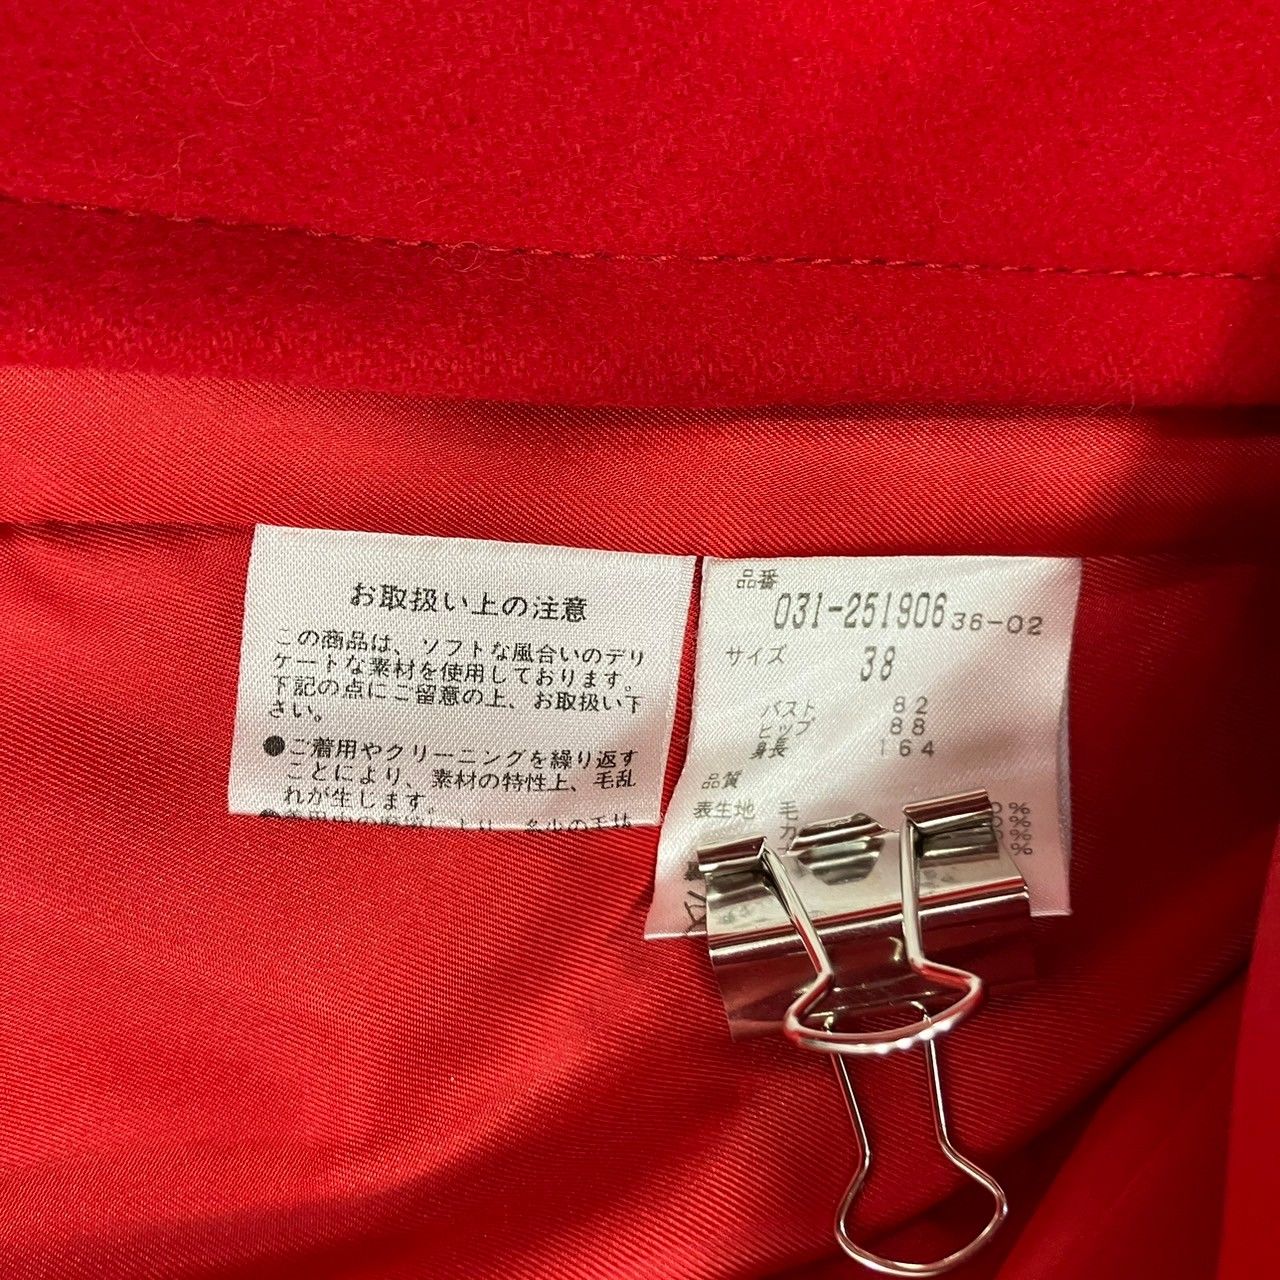 お取扱い上の注意
この商品は、ソフトな風合いのデリ
ケートな素材を使用しております。
下記の点にご留意の上、お取扱い下
さい。
●ご着用やクリーニングを繰り返す
ことにより、素材の特性上、毛乱
れが生じます。
品番
031-251906 36-02
サイズ 38
バスト 82
ヒップ 88
身長 164
品質
表生地 毛 0%
カ 0%
%
%